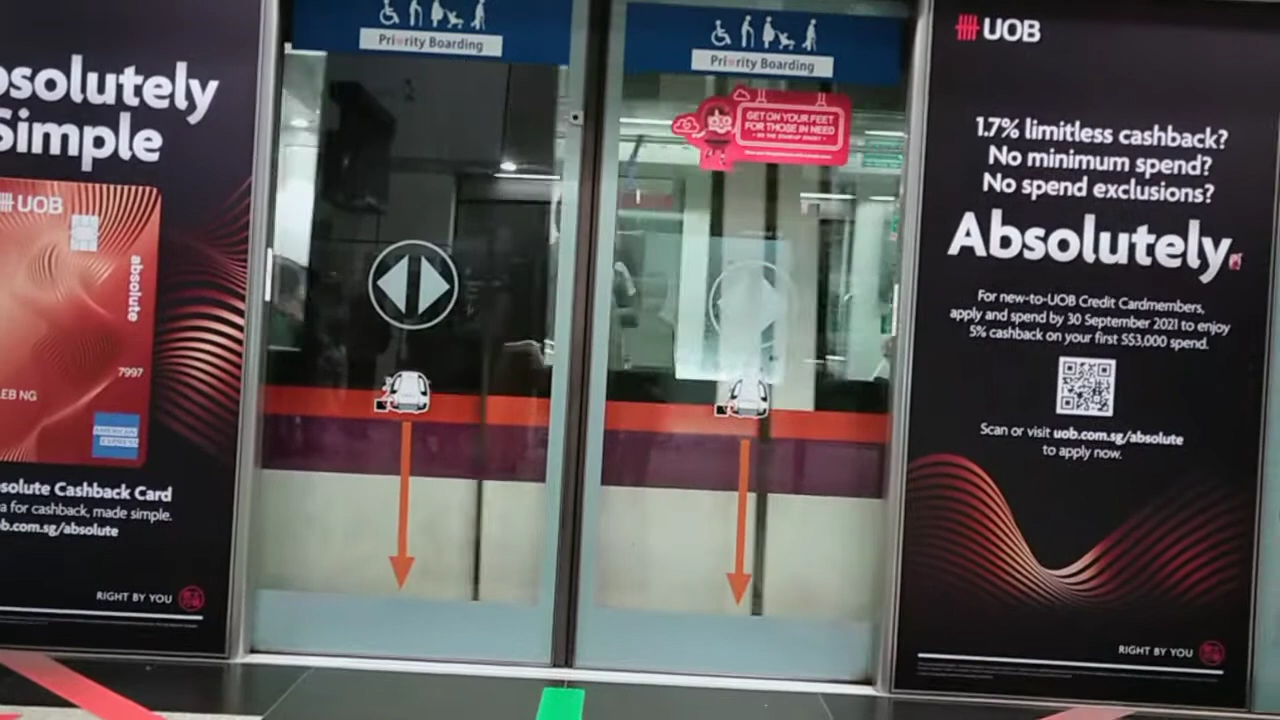 bsolutely
Simple
UOB
absolute
7997
LEB NG
AMERICAN
EXPRESS
solute Cashback Card
a for cashback, made simple.
ob.com.sg/absolute
RIGHT BY YOU
Priority Boarding
Priority Boarding
GET ON YOUR FEET
FOR THOSE IN NEED
UOB
1.7% limitless cashback?
No minimum spend?
No spend exclusions?
Absolutely.
For new-to-UOB Credit Cardmembers,
apply and spend by 30 September 2021 to enjoy
5% cashback on your first S$3,000 spend.
Scan or visit uob.com.sg/absolute
to apply now.
RIGHT BY YOU